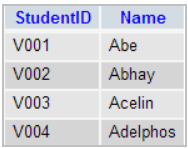 StudentID Name
V001 Abe
V002 Abhay
V003 Acelin
V004 Adelphos